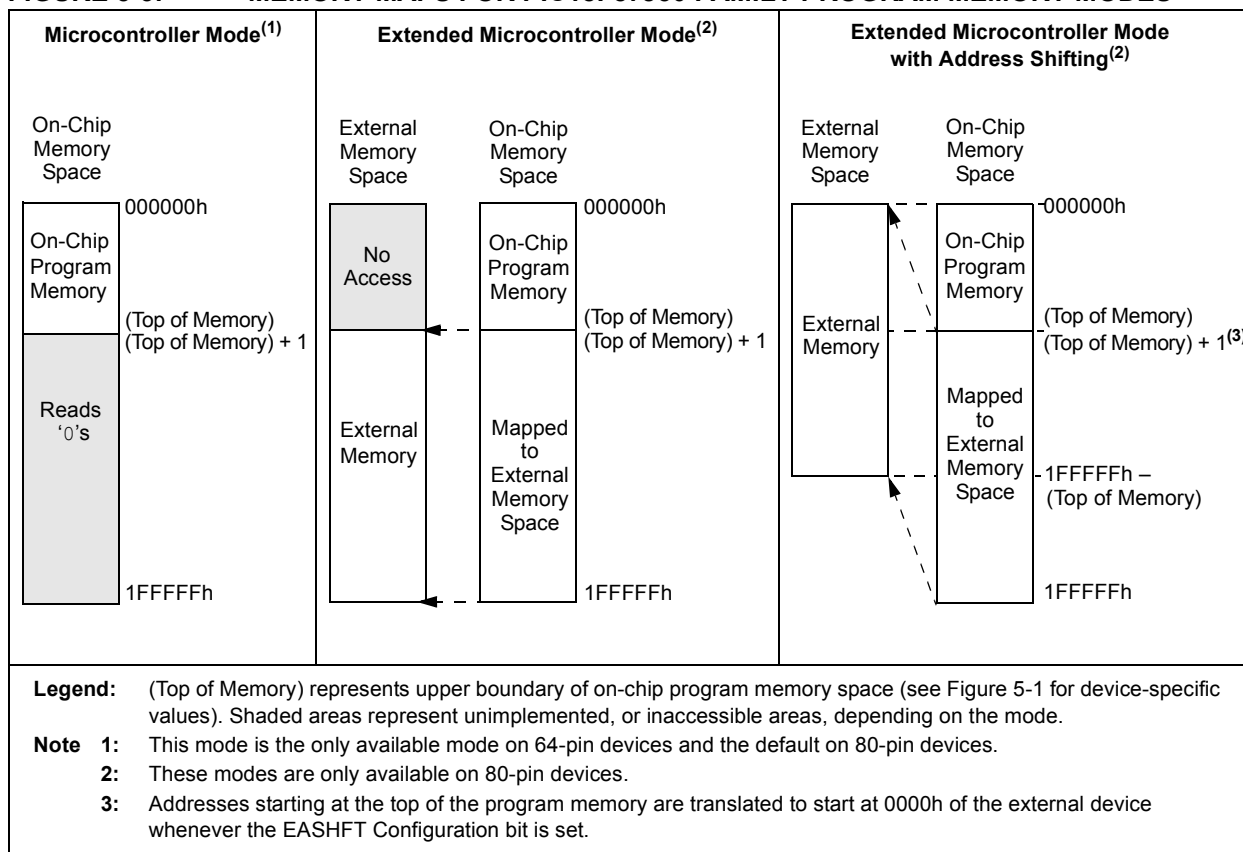 Microcontroller Mode(1)
On-Chip
Memory
Space
000000h
On-Chip
Program
Memory
(Top of Memory)
(Top of Memory) + 1
Reads
‘0’s
1FFFFFh
Extended Microcontroller Mode(2)
External
Memory
Space
On-Chip
Memory
Space
000000h
No
Access
On-Chip
Program
Memory
(Top of Memory)
(Top of Memory) + 1
External
Memory
Mapped
to
External
Memory
Space
1FFFFFh
Extended Microcontroller Mode
with Address Shifting(2)
External
Memory
Space
On-Chip
Memory
Space
000000h
On-Chip
Program
Memory
External
Memory
(Top of Memory)
(Top of Memory) + 1(3)
Mapped
to
External
Memory
Space
1FFFFFh –
(Top of Memory)
1FFFFFh
Legend: (Top of Memory) represents upper boundary of on-chip program memory space (see Figure 5-1 for device-specific
values). Shaded areas represent unimplemented, or inaccessible areas, depending on the mode.
Note 1: This mode is the only available mode on 64-pin devices and the default on 80-pin devices.
2: These modes are only available on 80-pin devices.
3: Addresses starting at the top of the program memory are translated to start at 0000h of the external device
whenever the EASHFT Configuration bit is set.